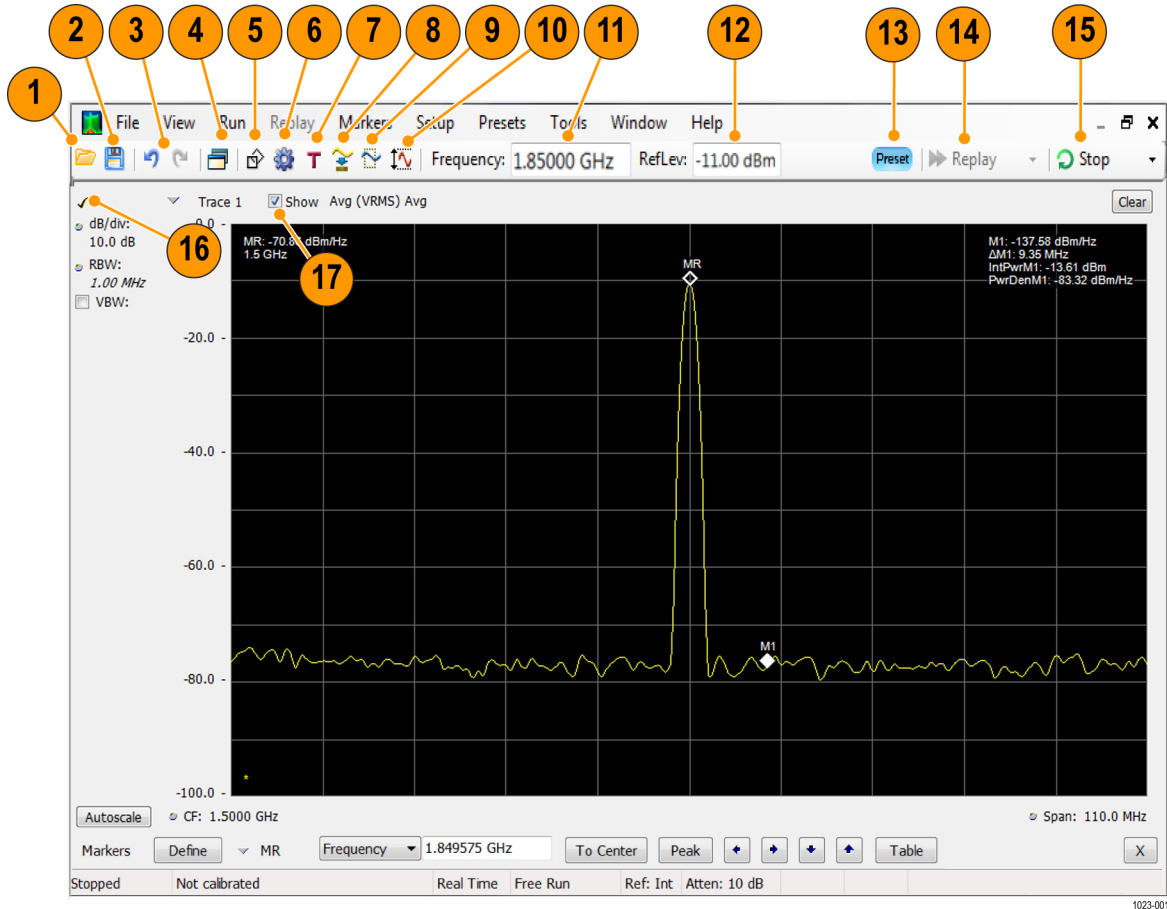 2 3 4 5 6 7 8 9 10 11 12 13 14 15
1
File View Run Replay Markers Setup Presets Tools Window Help
T Frequency: 1.85000 GHz RefLev: -11.00 dBm Preset Replay Stop
Trace 1 Show Avg (VRMS) Avg Clear
16
17
dB/div:
10.0 dB
RBW:
1.00 MHz
VBW:
0.0 -
MR: -70.86 dBm/Hz
1.5 GHz
MR
M1: -137.58 dBm/Hz
ΔM1: 9.35 MHz
IntPwrM1: -13.61 dBm
PwrDenM1: -83.32 dBm/Hz
-20.0 -
-40.0 -
-60.0 -
M1
-80.0 -
*
-100.0 -
Autoscale CF: 1.5000 GHz Span: 110.0 MHz
Markers Define MR Frequency 1.849575 GHz To Center Peak Table X
Stopped Not calibrated Real Time Free Run Ref: Int Atten: 10 dB
1023-001